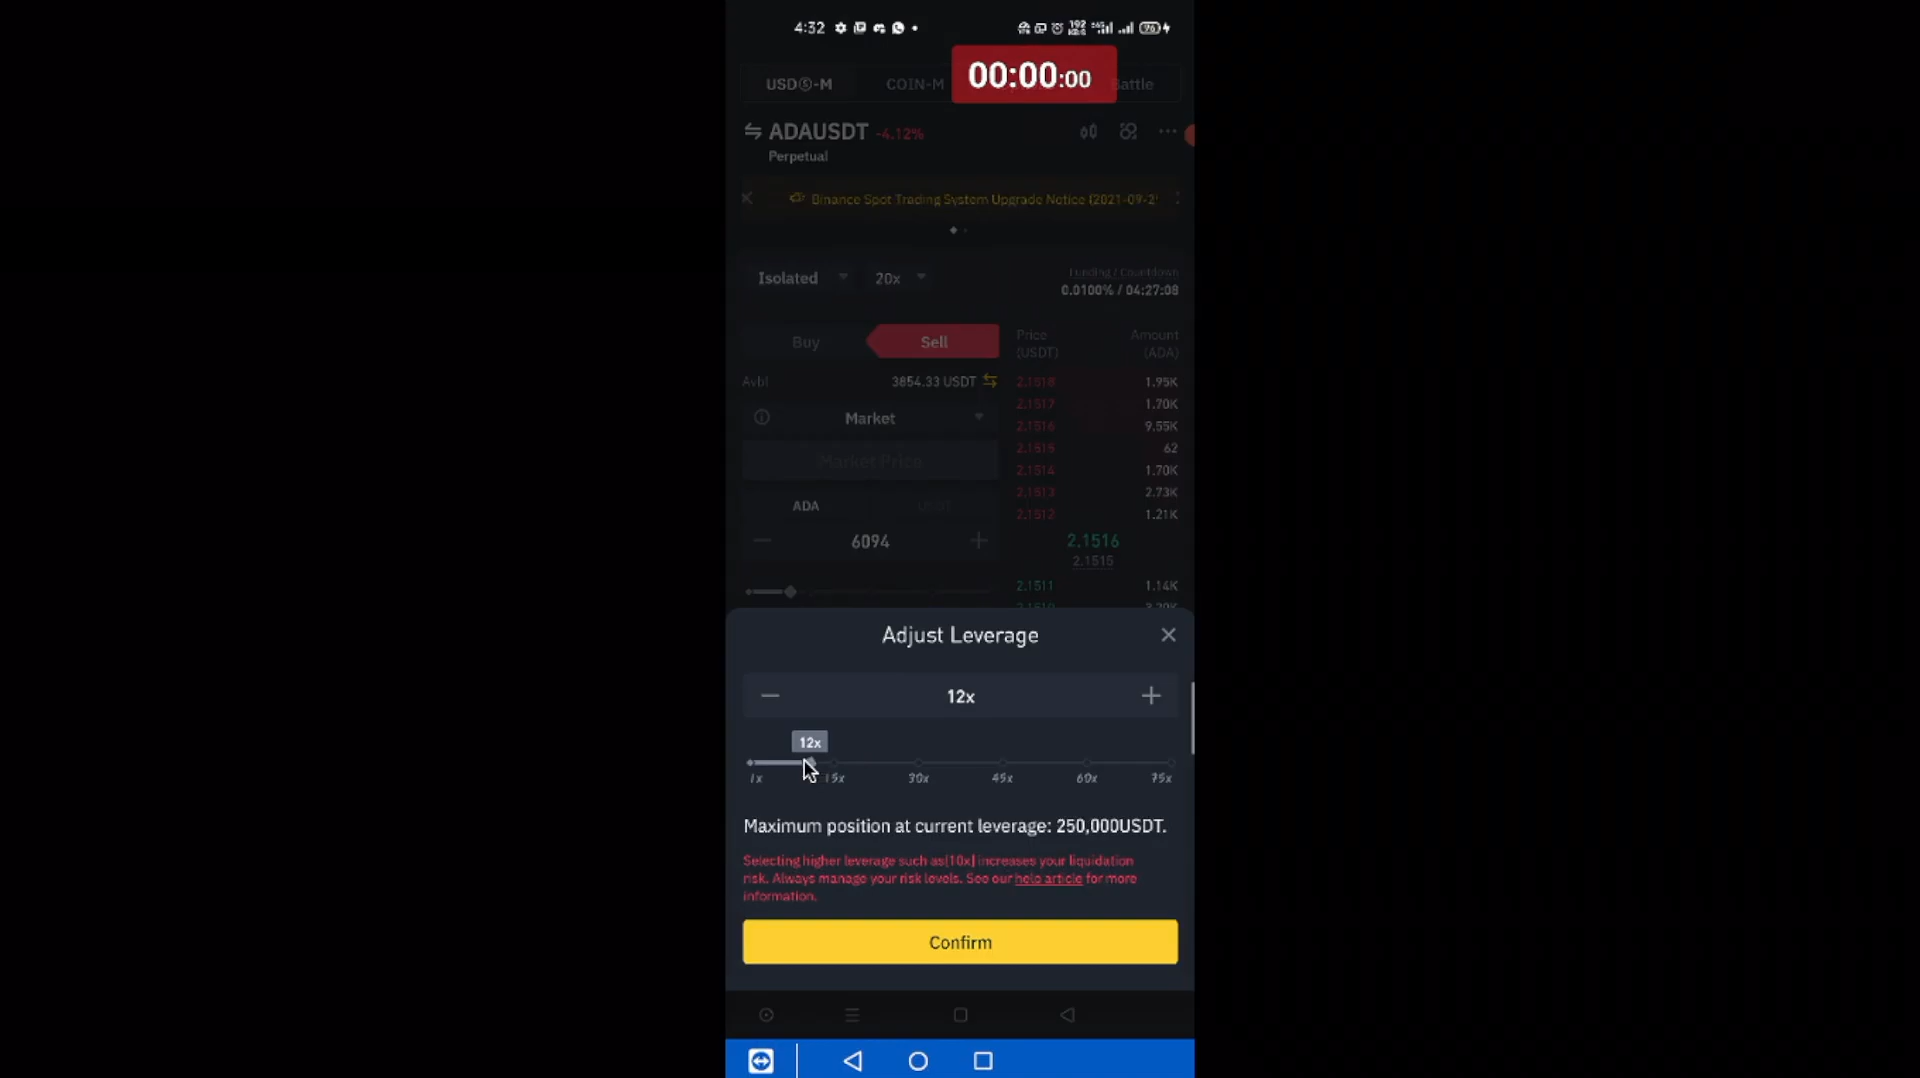 4:32
192
96
00:00:00
USDⓈ-M COIN-M Battle
ADAUSDT -4.12%
Perpetual
Binance Spot Trading System Upgrade Notice (2021-09-2
Isolated 20x
Funding / Countdown
0.0100% / 04:27:08
Buy Sell
Price (USDT) Amount (ADA)
Avbl 3854.33 USDT
2.1518 1.95K
2.1517 1.70K
Market
2.1516 9.55K
2.1515 62
Market Price
2.1514 1.70K
2.1513 2.73K
ADA USDT
2.1512 1.21K
6094
2.1516
2.1515
2.1511 1.14K
Adjust Leverage
12x
12x
1x 15x 30x 45x 60x 75x
Maximum position at current leverage: 250,000USDT.
Selecting higher leverage such as[10x] increases your liquidation
risk. Always manage your risk levels. See our help article for more
information.
Confirm